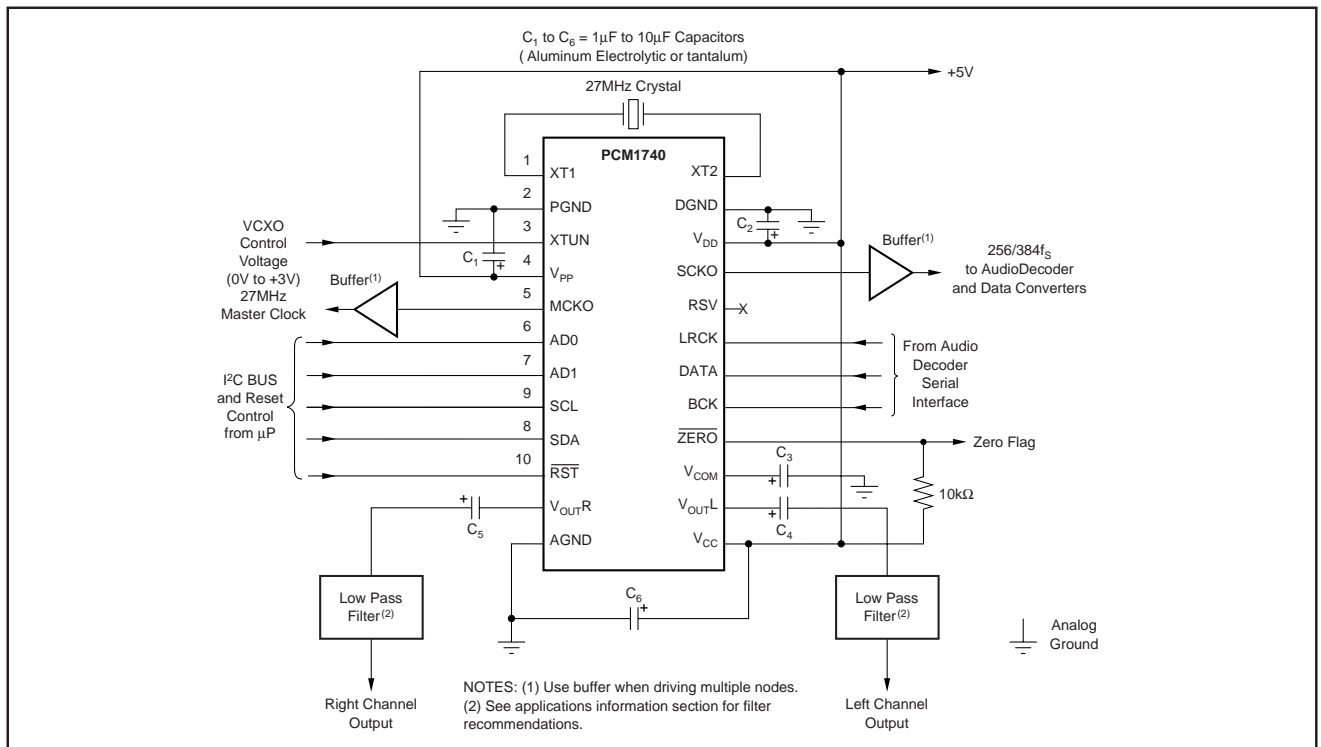 C1 to C6 = 1µF to 10µF Capacitors
( Aluminum Electrolytic or tantalum)
+5V
27MHz Crystal
PCM1740
1
XT1
XT2
2
PGND
DGND
C2
+
VCXO
Control
Voltage
(0V to +3V)
3
XTUN
VDD
C1
+
4
VPP
SCKO
Buffer(1)
256/384fS
to AudioDecoder
and Data Converters
27MHz
Master Clock
Buffer(1)
5
MCKO
RSV
X
6
AD0
LRCK
7
AD1
DATA
From Audio
Decoder
Serial
Interface
I2C BUS
and Reset
Control
from µP
9
SCL
BCK
8
SDA
ZERO
Zero Flag
10
RST
VCOM
C3
+
10kΩ
+
C5
VOUTR
VOUTL
+
C4
AGND
VCC
Low Pass
Filter(2)
C6
+
Low Pass
Filter(2)
Analog
Ground
Right Channel
Output
NOTES: (1) Use buffer when driving multiple nodes.
(2) See applications information section for filter
recommendations.
Left Channel
Output